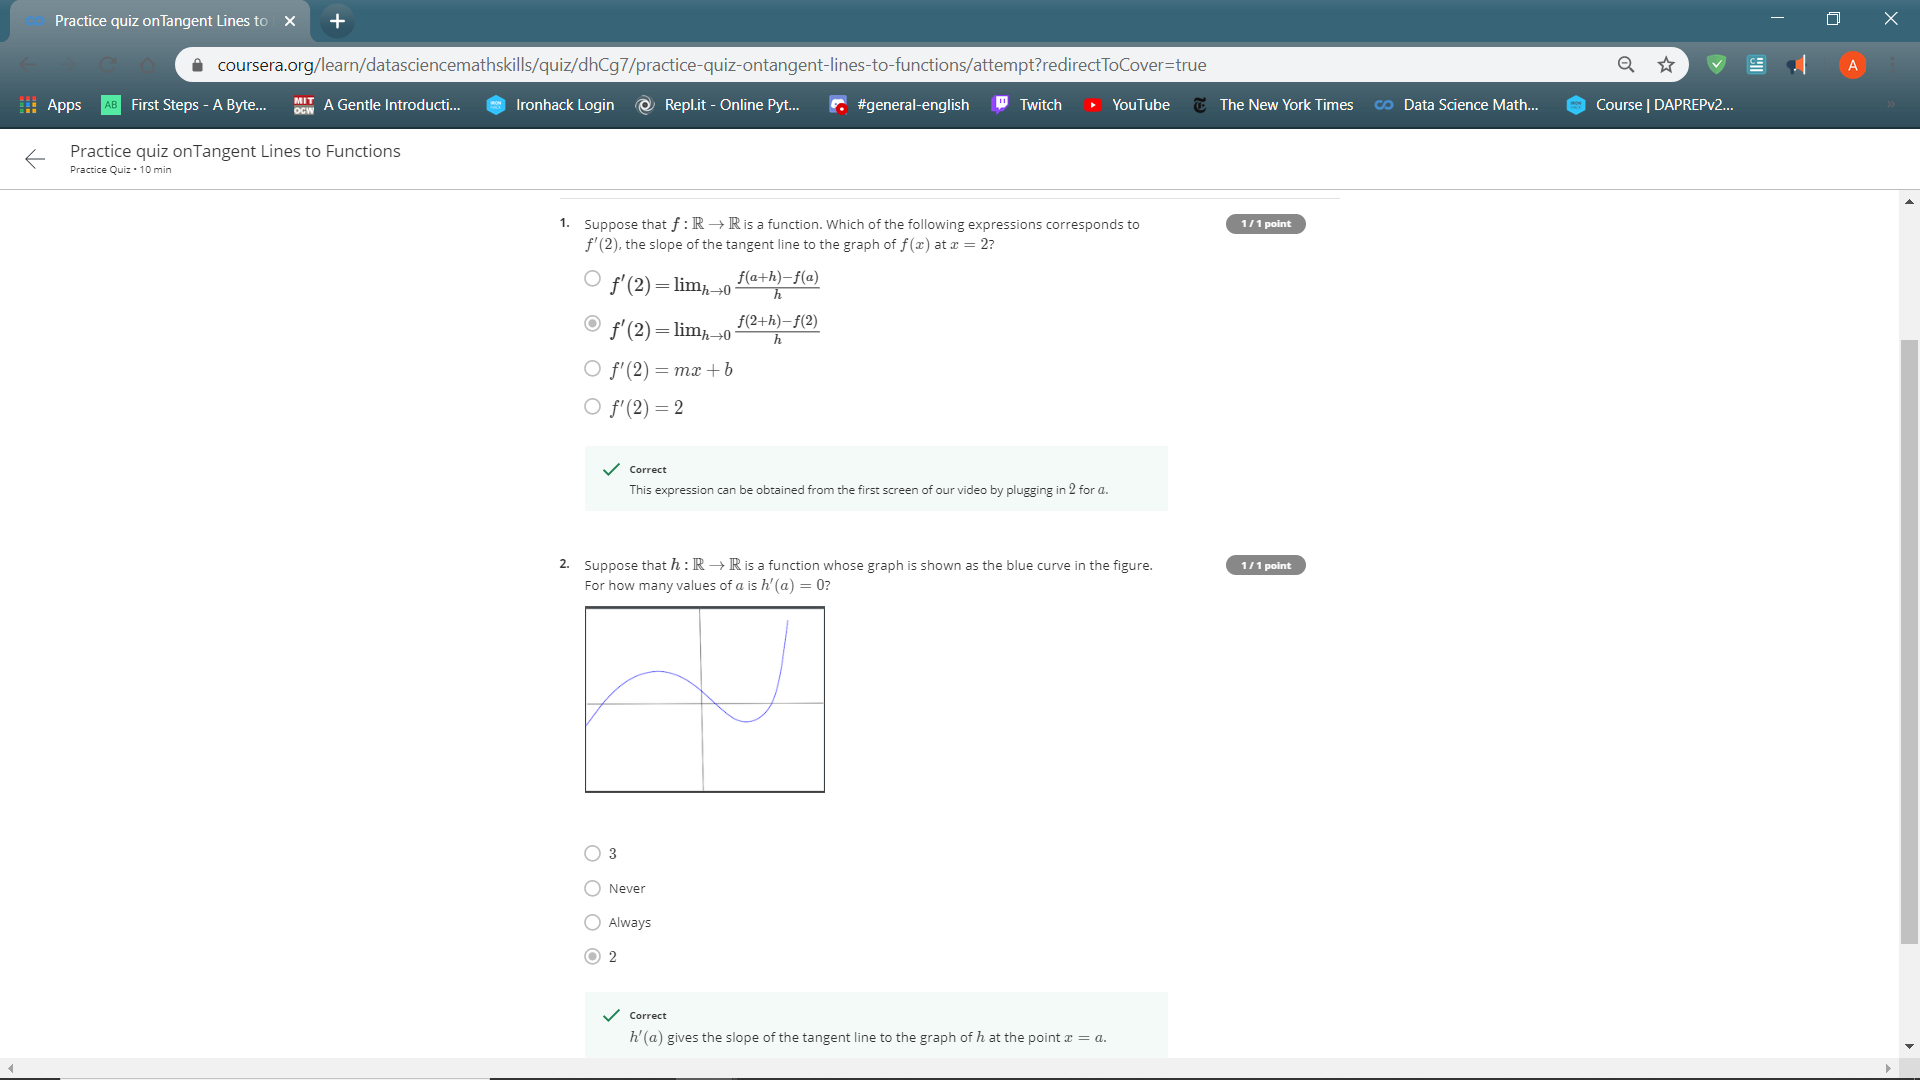 Practice quiz onTangent Lines to
coursera.org/learn/datasciencemathskills/quiz/dhCg7/practice-quiz-ontangent-lines-to-functions/attempt?redirectToCover=true
A
Apps
AB First Steps - A Byte...
MIT OCW A Gentle Introducti...
Ironhack Login
Repl.it - Online Pyt...
#general-english
Twitch
YouTube
The New York Times
Data Science Math...
Course | DAPREPv2...
Practice quiz onTangent Lines to Functions
Practice Quiz • 10 min
1. Suppose that f : ℝ → ℝ is a function. Which of the following expressions corresponds to
1 / 1 point
f′(2), the slope of the tangent line to the graph of f(x) at x = 2?
f′(2) = lim_{h→0} \frac{f(a+h)−f(a)}{h}
f′(2) = lim_{h→0} \frac{f(2+h)−f(2)}{h}
f′(2) = mx + b
f′(2) = 2
Correct
This expression can be obtained from the first screen of our video by plugging in 2 for a.
2. Suppose that h : ℝ → ℝ is a function whose graph is shown as the blue curve in the figure.
1 / 1 point
For how many values of a is h′(a) = 0?
3
Never
Always
2
Correct
h′(a) gives the slope of the tangent line to the graph of h at the point x = a.